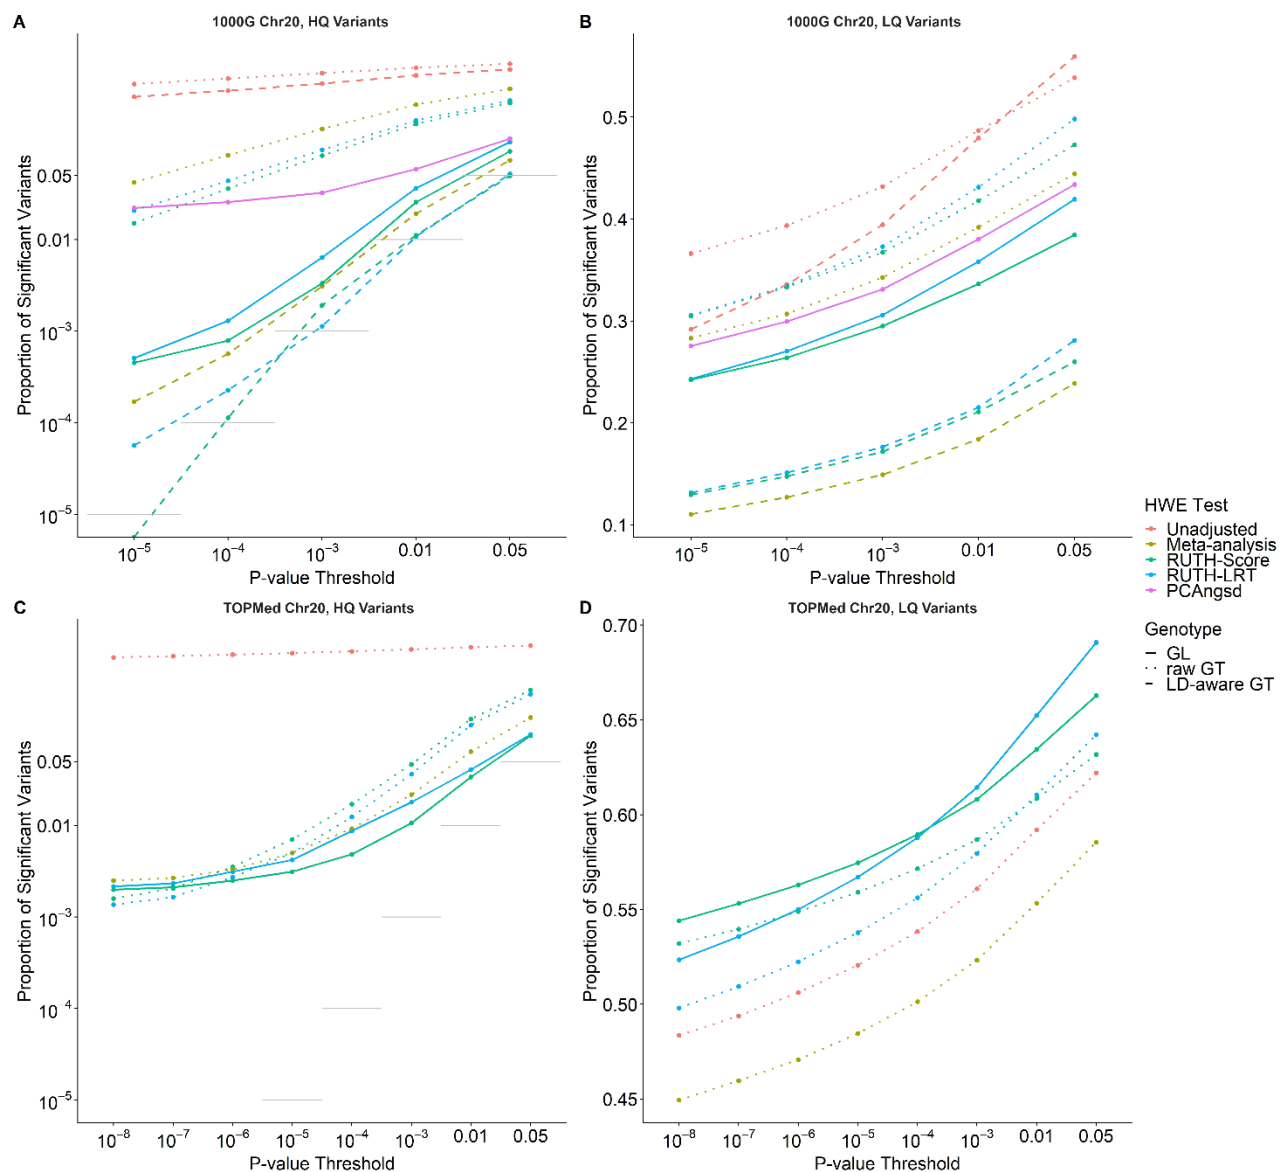 A
1000G Chr20, HQ Variants
Proportion of Significant Variants
0.05
0.01
10⁻³
10⁻⁴
10⁻⁵
10⁻⁵ 10⁻⁴ 10⁻³ 0.01 0.05
P-value Threshold
B
1000G Chr20, LQ Variants
Proportion of Significant Variants
0.5
0.4
0.3
0.2
0.1
10⁻⁵ 10⁻⁴ 10⁻³ 0.01 0.05
P-value Threshold
HWE Test
Unadjusted
Meta-analysis
RUTH-Score
RUTH-LRT
PCAngsd
Genotype
GL
raw GT
LD-aware GT
C
TOPMed Chr20, HQ Variants
Proportion of Significant Variants
0.05
0.01
10⁻³
10⁻⁴
10⁻⁵
10⁻⁸ 10⁻⁷ 10⁻⁶ 10⁻⁵ 10⁻⁴ 10⁻³ 0.01 0.05
P-value Threshold
D
TOPMed Chr20, LQ Variants
Proportion of Significant Variants
0.70
0.65
0.60
0.55
0.50
0.45
10⁻⁸ 10⁻⁷ 10⁻⁶ 10⁻⁵ 10⁻⁴ 10⁻³ 0.01 0.05
P-value Threshold